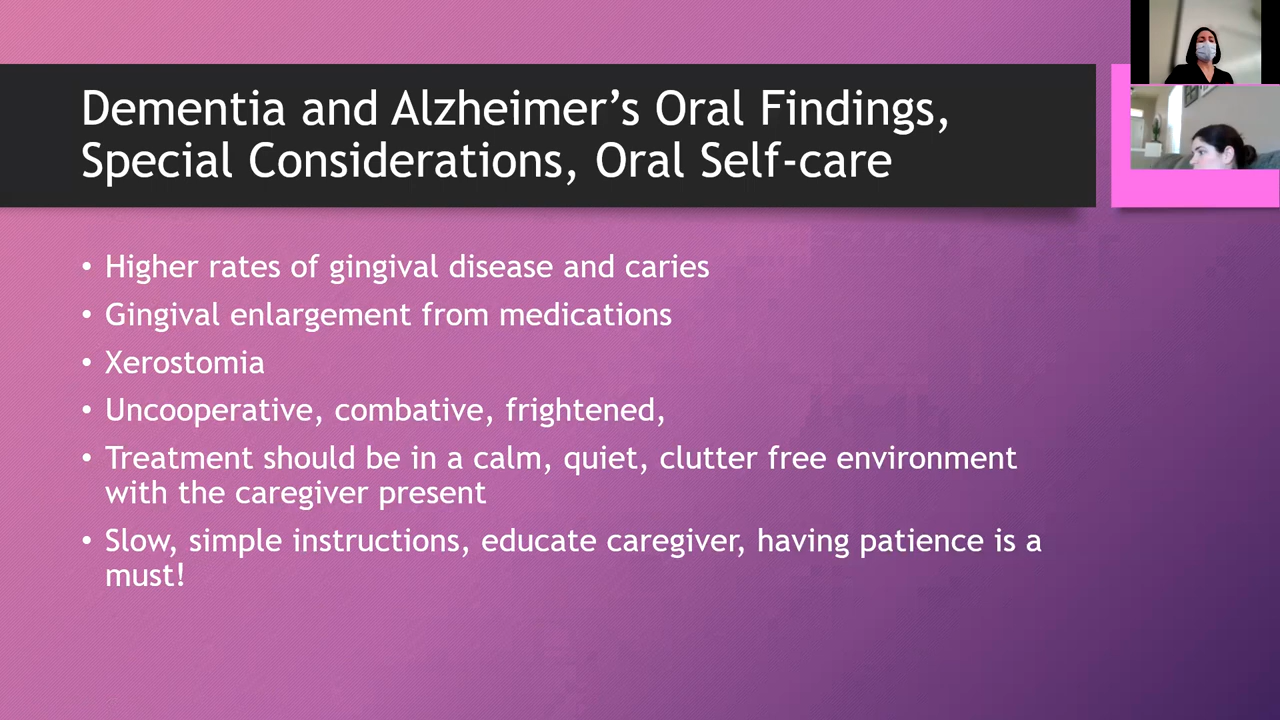 Dementia and Alzheimer’s Oral Findings,
Special Considerations, Oral Self-care
• Higher rates of gingival disease and caries
• Gingival enlargement from medications
• Xerostomia
• Uncooperative, combative, frightened,
• Treatment should be in a calm, quiet, clutter free environment
with the caregiver present
• Slow, simple instructions, educate caregiver, having patience is a
must!